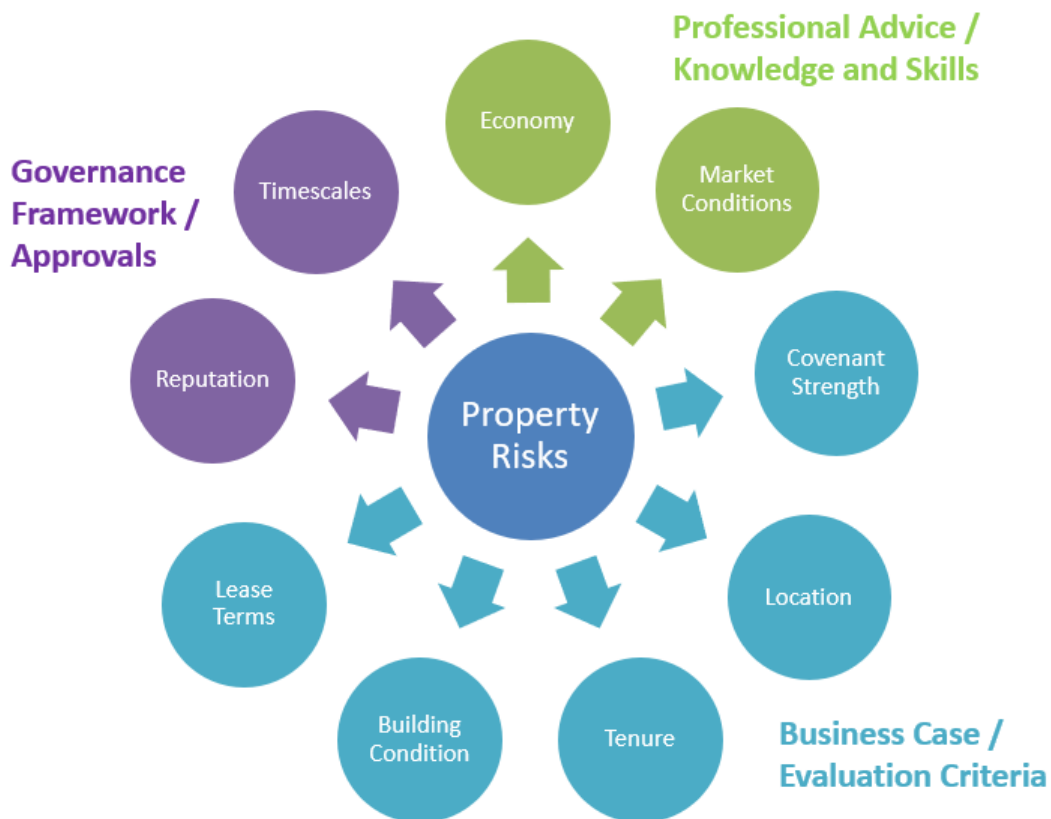 Professional Advice /
Knowledge and Skills
Economy
Market
Conditions
Governance
Framework /
Approvals
Timescales
Covenant
Strength
Reputation
Property
Risks
Lease
Terms
Location
Building
Condition
Tenure
Business Case /
Evaluation Criteria